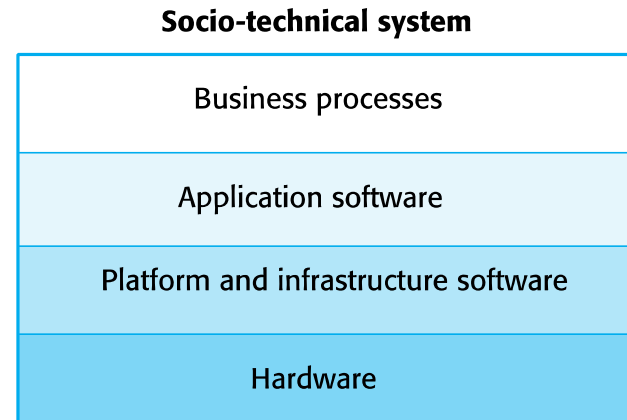 Socio-technical system
Business processes
Application software
Platform and infrastructure software
Hardware